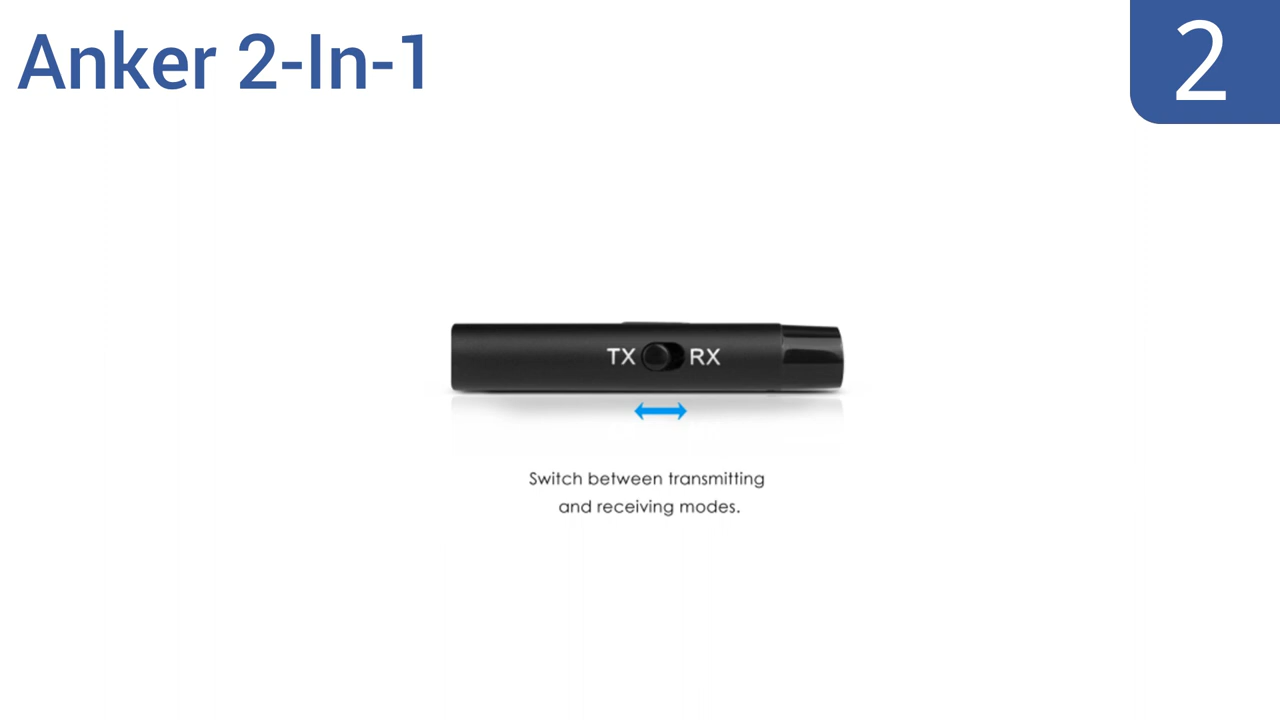 Anker 2-In-1
2
TX RX
Switch between transmitting
and receiving modes.